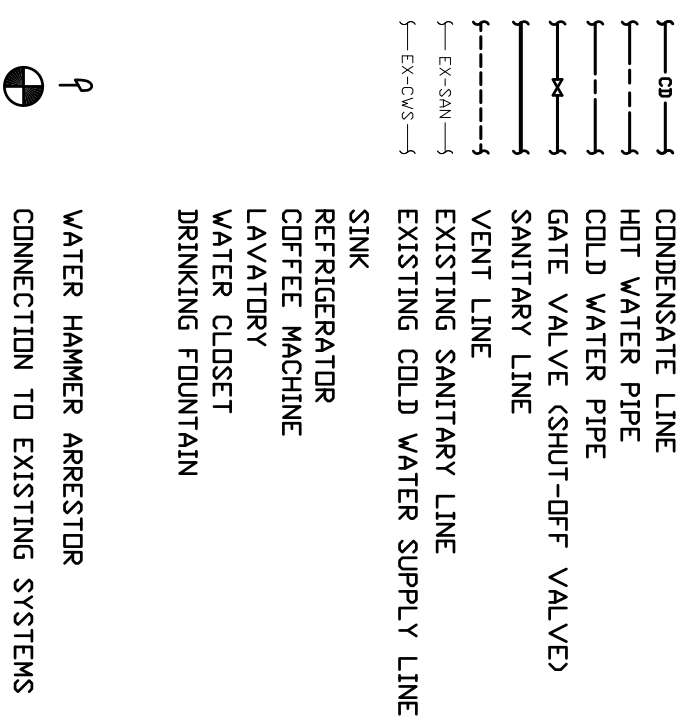 CD CONDENSATE LINE
HOT WATER PIPE
COLD WATER PIPE
GATE VALVE (SHUT-OFF VALVE)
SANITARY LINE
VENT LINE
EX-SAN EXISTING SANITARY LINE
EX-CWS EXISTING COLD WATER SUPPLY LINE
SINK
REFRIGERATOR
COFFEE MACHINE
LAVATORY
WATER CLOSET
DRINKING FOUNTAIN
WATER HAMMER ARRESTOR
CONNECTION TO EXISTING SYSTEMS